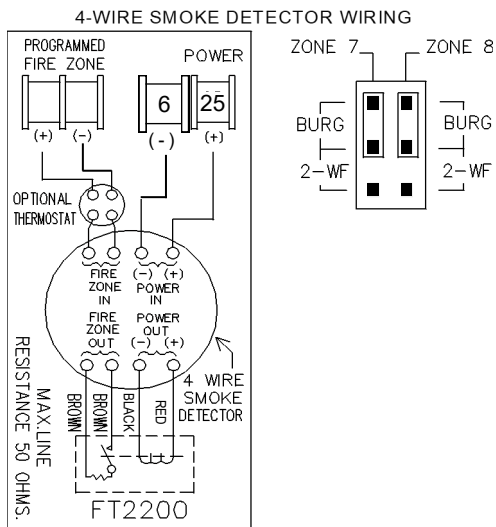 4-WIRE SMOKE DETECTOR WIRING
PROGRAMMED
FIRE ZONE
POWER
6
25
(+) (-)
(-)
(+)
OPTIONAL
THERMOSTAT
FIRE
ZONE
IN
(-) (+)
POWER
IN
FIRE
ZONE
OUT
POWER
OUT
(-) (+)
4 WIRE
SMOKE
DETECTOR
BROWN
BROWN
BLACK
RED
MAX.LINE
RESISTANCE 50 OHMS.
FT2200
ZONE 7
ZONE 8
BURG
BURG
2-WF
2-WF